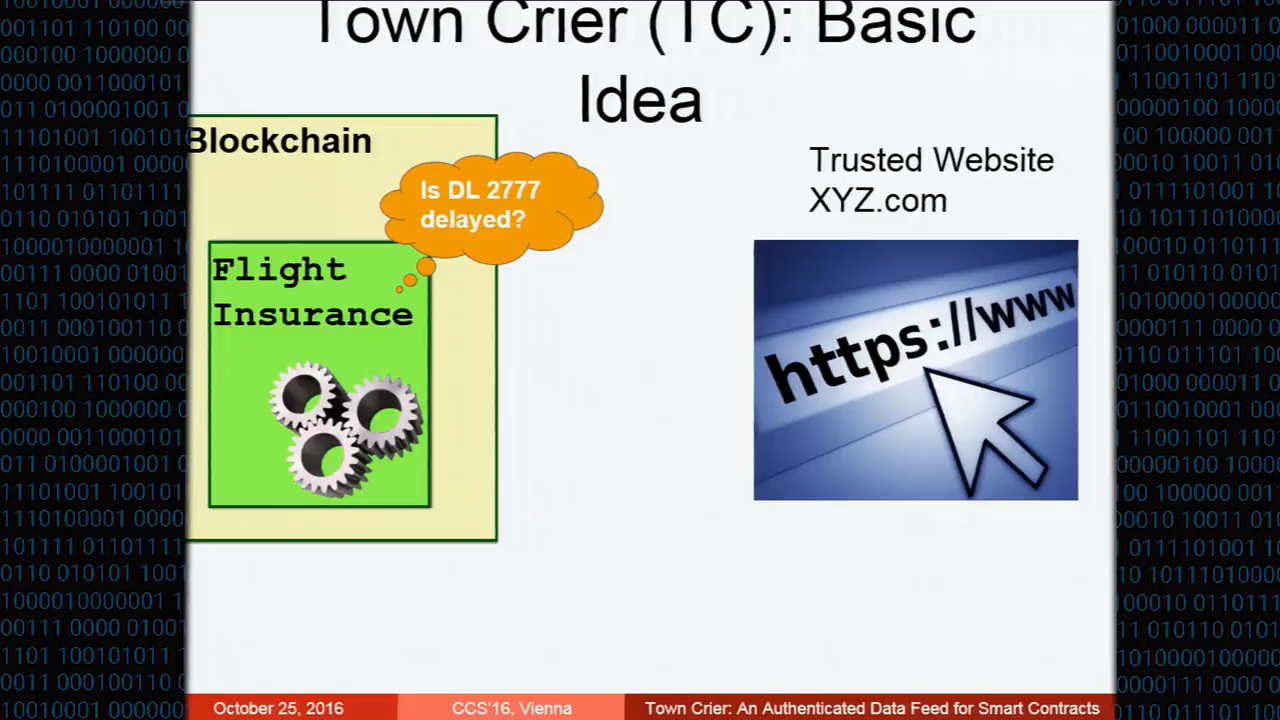 Town Crier (TC): Basic
Idea
Blockchain
Is DL 2777
delayed?
Flight
Insurance
Trusted Website
XYZ.com
https://www
October 25, 2016
CCS'16, Vienna
Town Crier: An Authenticated Data Feed for Smart Contracts